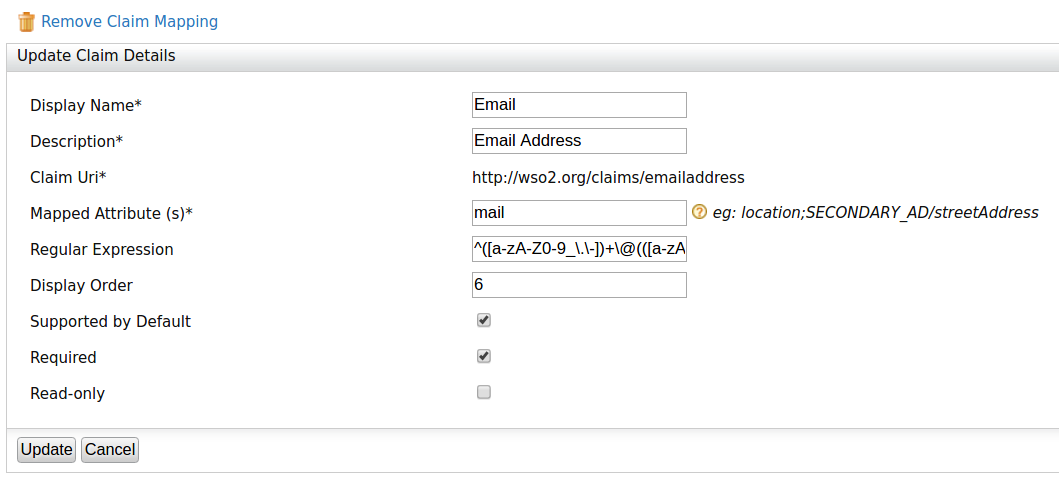 Remove Claim Mapping
Update Claim Details
Display Name* Email
Description* Email Address
Claim Uri* http://wso2.org/claims/emailaddress
Mapped Attribute (s)* mail ? eg: location;SECONDARY_AD/streetAddress
Regular Expression ^([a-zA-Z0-9_\.\-])+\@(([a-zA
Display Order 6
Supported by Default
Required
Read-only
Update Cancel